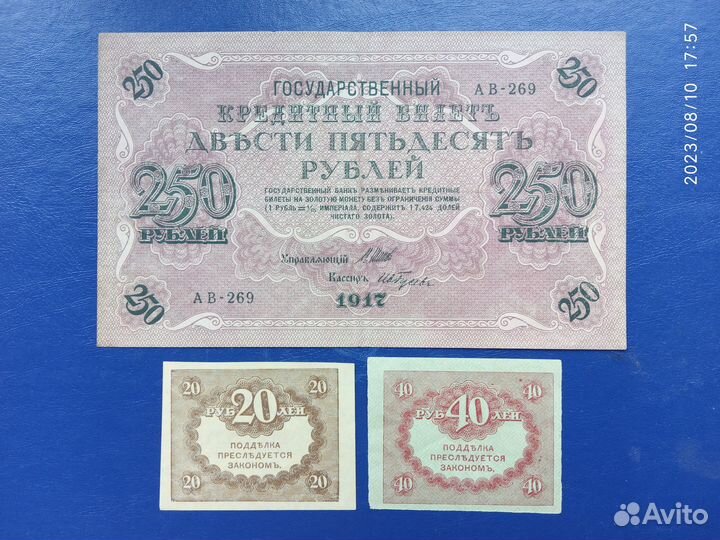 250
ГОСУДАРСТВЕННЫЙ
АВ-269
250
КРЕДИТНЫЙ БИЛЕТЪ
ДВѢСТИ ПЯТЬДЕСЯТЪ
РУБЛЕЙ
250
РУБЛЕЙ
ГОСУДАРСТВЕННЫЙ БАНКЪ РАЗМѢНИВАЕТЪ КРЕДИТНЫЕ
БИЛЕТЫ НА ЗОЛОТУЮ МОНЕТУ БЕЗЪ ОГРАНИЧЕНІЯ СУММЫ
(1 РУБЛЬ = 1/15 ИМПЕРІАЛА, СОДЕРЖИТЪ 17,424 ДОЛЕЙ
ЧИСТАГО ЗОЛОТА).
250
РУБЛЕЙ
Управляющій
Кассиръ
250
АВ-269
1917
250
20
20
РУБ 20 ЛЕЙ
ПОДДѢЛКА
ПРЕСЛѢДУЕТСЯ
ЗАКОНОМЪ.
20
20
40
40
РУБ 40 ЛЕЙ
ПОДДѢЛКА
ПРЕСЛѢДУЕТСЯ
ЗАКОНОМЪ.
40
40
2023/08/10 17:57
Avito